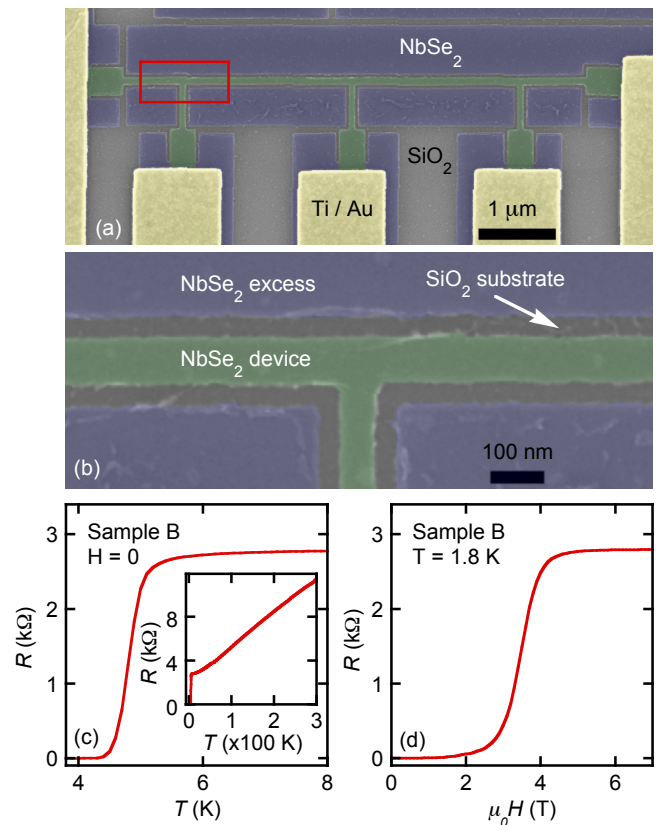 NbSe₂
SiO₂
Ti / Au
1 μm
(a)
SiO₂ substrate
NbSe₂ excess
NbSe₂ device
100 nm
(b)
Sample B
H = 0
R (kΩ)
3
2
1
0
4
6
8
T (K)
(c)
R (kΩ)
8
4
0
0
1
2
3
T (x100 K)
Sample B
T = 1.8 K
R (kΩ)
3
2
1
0
0
2
4
6
μ₀H (T)
(d)